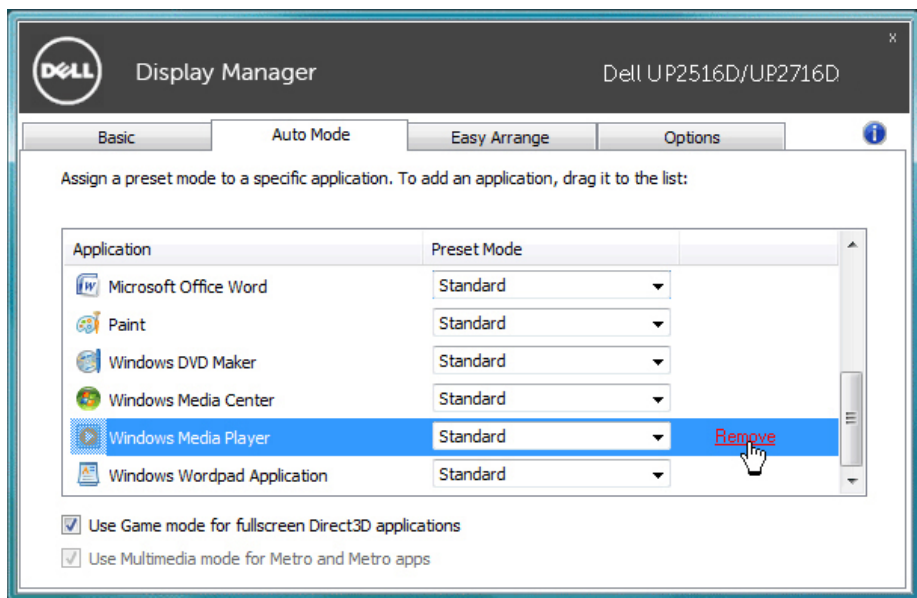 x
DELL
Display Manager
Dell UP2516D/UP2716D
Basic
Auto Mode
Easy Arrange
Options
i
Assign a preset mode to a specific application. To add an application, drag it to the list:
Application
Preset Mode
Microsoft Office Word
Standard
Paint
Standard
Windows DVD Maker
Standard
Windows Media Center
Standard
Windows Media Player
Standard
Remove
Windows Wordpad Application
Standard
Use Game mode for fullscreen Direct3D applications
Use Multimedia mode for Metro and Metro apps